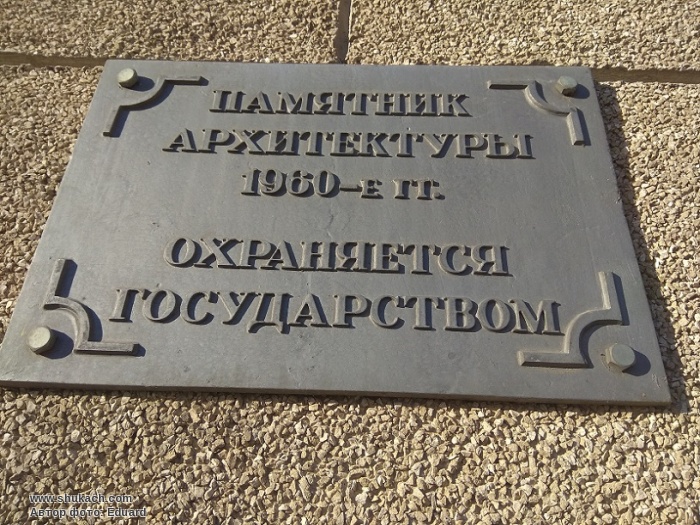 ПАМЯТНИК
АРХИТЕКТУРЫ
1960–е гг.
ОХРАНЯЕТСЯ
ГОСУДАРСТВОМ
www.shukach.com
Автор фото: Eduard